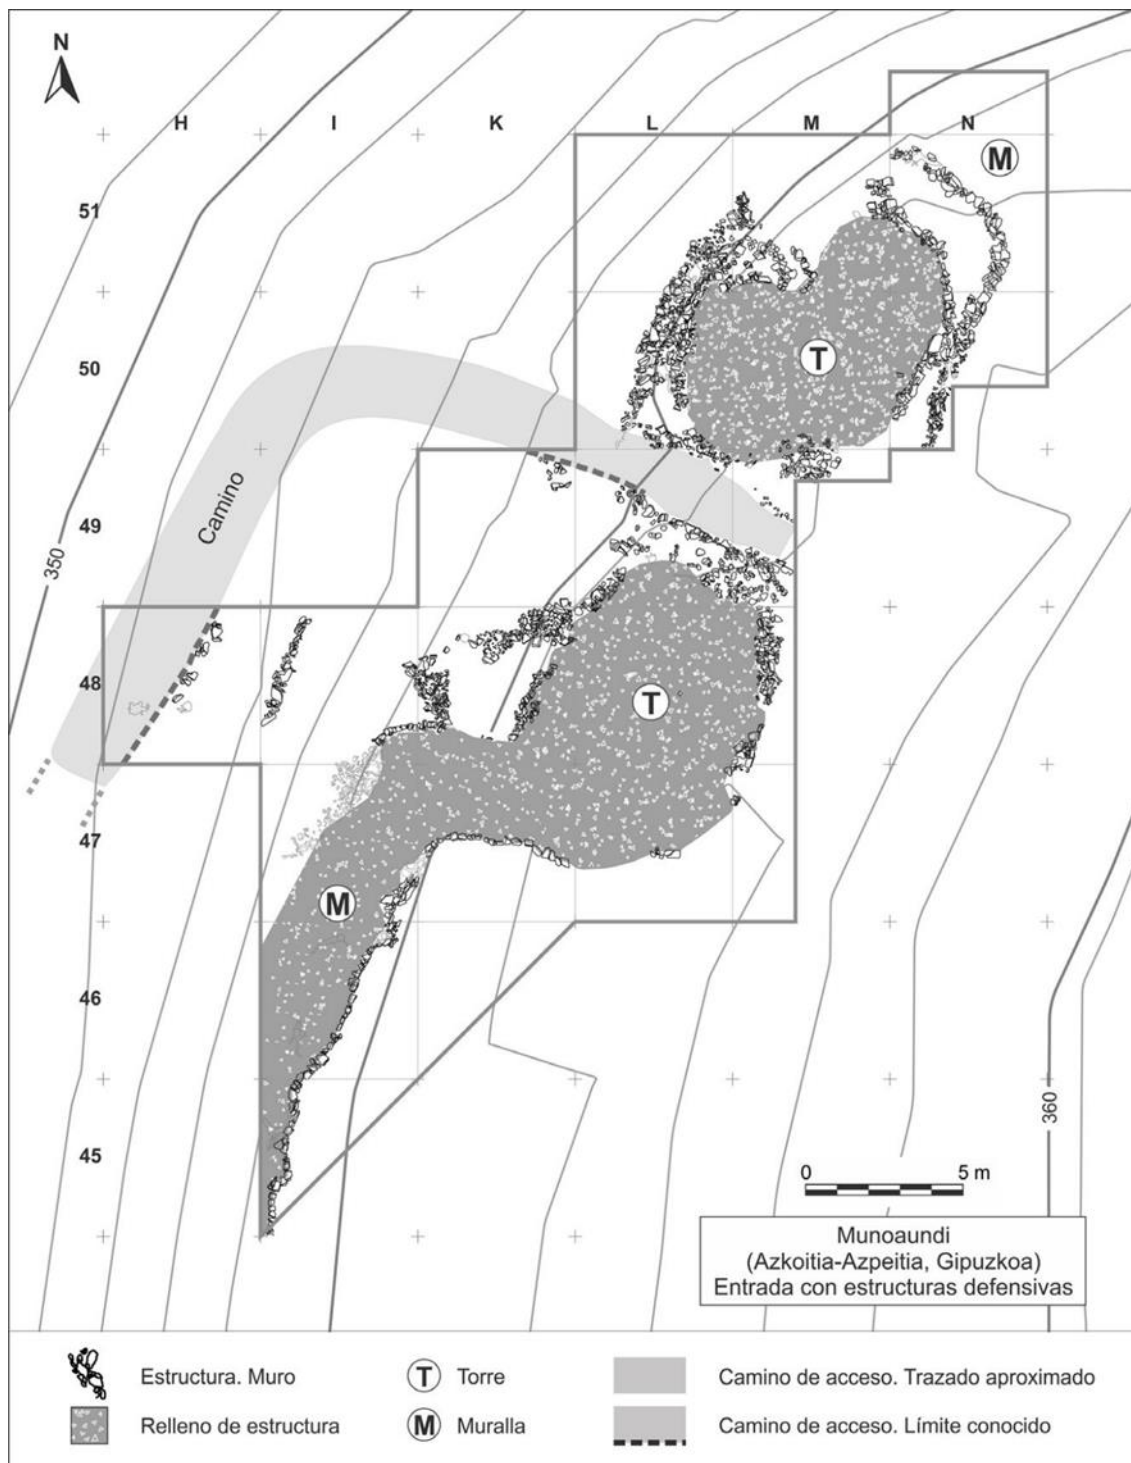 N
H I K L M N
M
51
T
50
Camino
49
350
48
T
47
M
46
45
360
0 5 m
Munoaundi
(Azkoitia-Azpeitia, Gipuzkoa)
Entrada con estructuras defensivas
Estructura. Muro
T Torre
Camino de acceso. Trazado aproximado
Relleno de estructura
M Muralla
Camino de acceso. Límite conocido